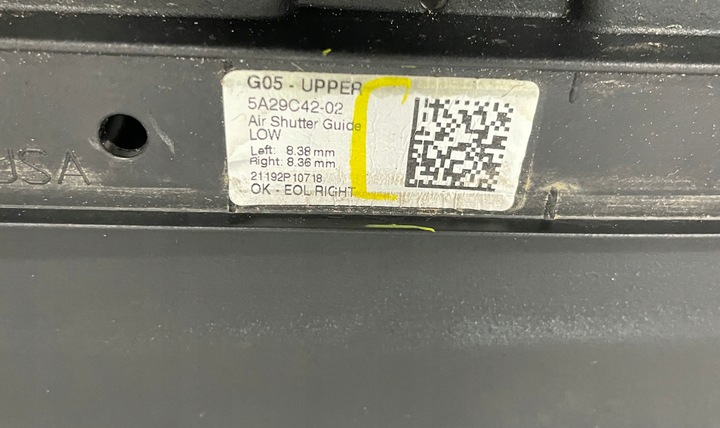 G05 - UPPER
5A29C42-02
Air Shutter Guide
LOW
Left: 8.38 mm
Right: 8.36 mm
21192P10718
OK - EOL RIGHT
USA